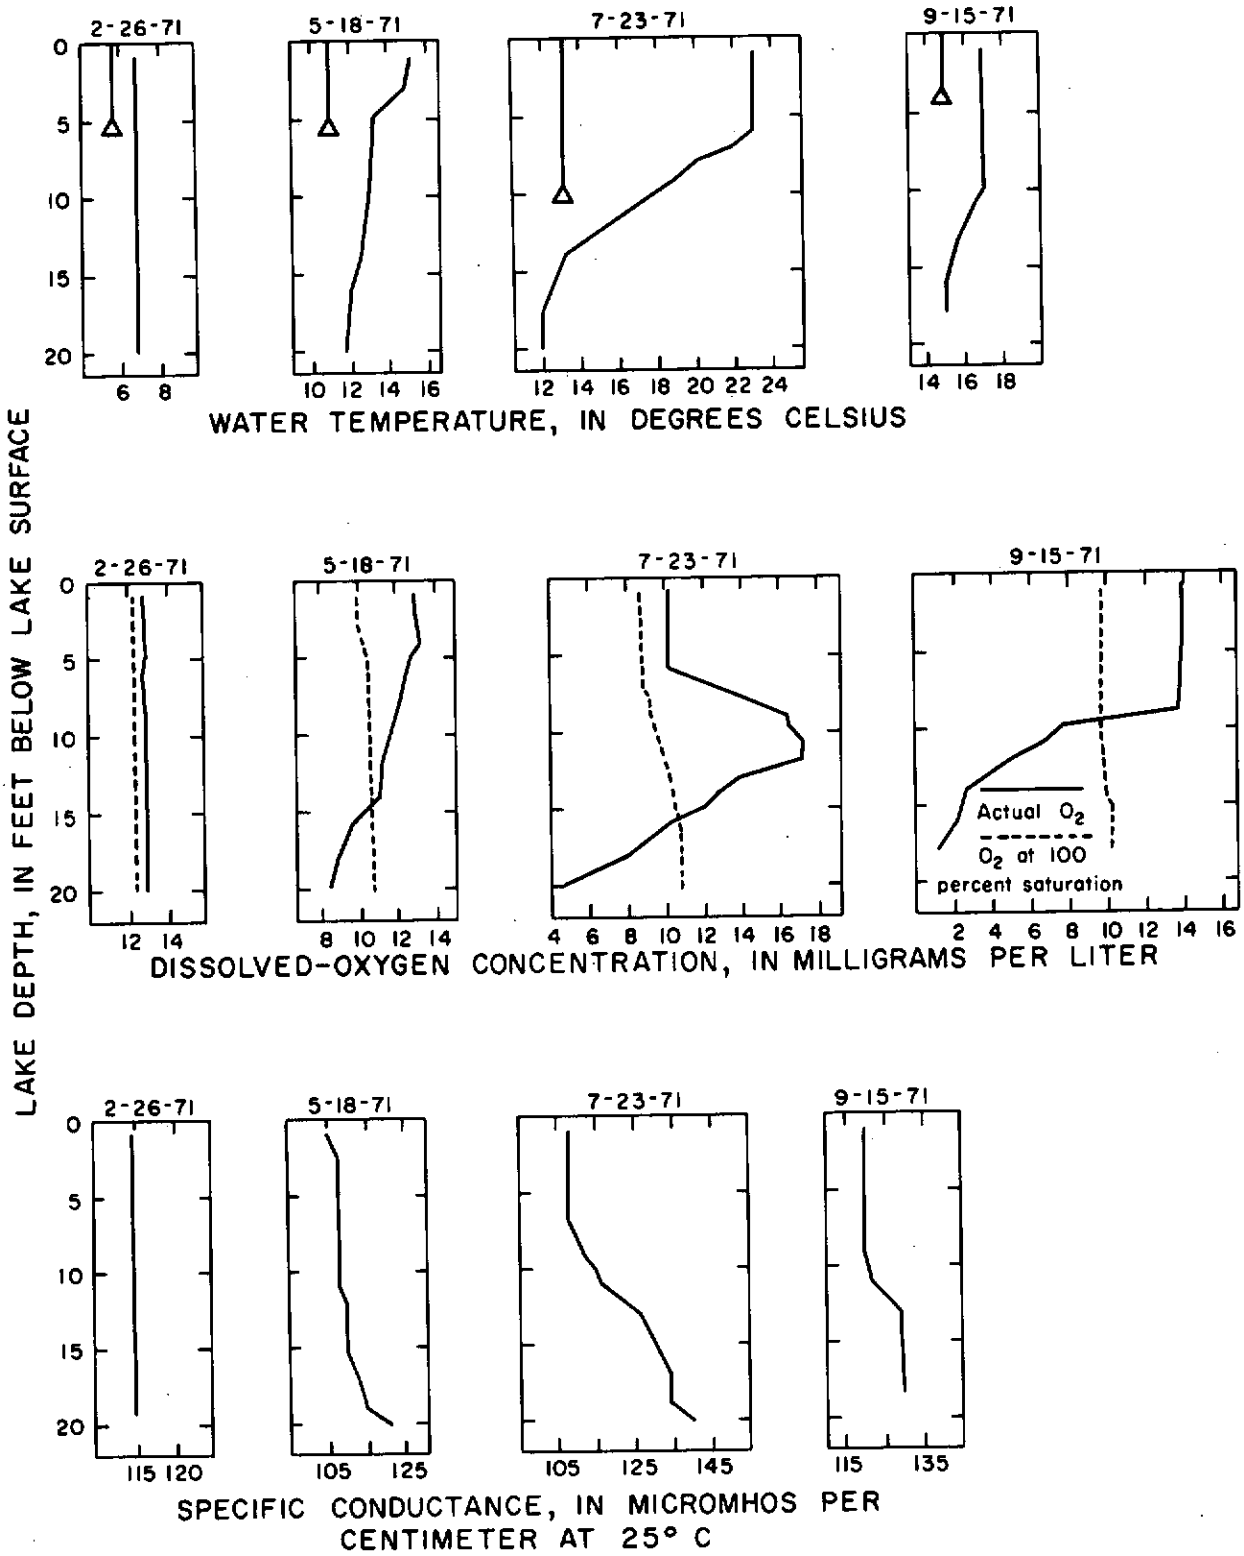 2-26-71 5-18-71 7-23-71 9-15-71
0
5
10
15
20
6 8 10 12 14 16 12 14 16 18 20 22 24 14 16 18
WATER TEMPERATURE, IN DEGREES CELSIUS
LAKE DEPTH, IN FEET BELOW LAKE SURFACE
2-26-71 5-18-71 7-23-71 9-15-71
0
5
10
15
20
Actual O₂
O₂ at 100
percent saturation
12 14 8 10 12 14 4 6 8 10 12 14 16 18 2 4 6 8 10 12 14 16
DISSOLVED-OXYGEN CONCENTRATION, IN MILLIGRAMS PER LITER
2-26-71 5-18-71 7-23-71 9-15-71
0
5
10
15
20
115 120 105 125 105 125 145 115 135
SPECIFIC CONDUCTANCE, IN MICROMHOS PER
CENTIMETER AT 25° C